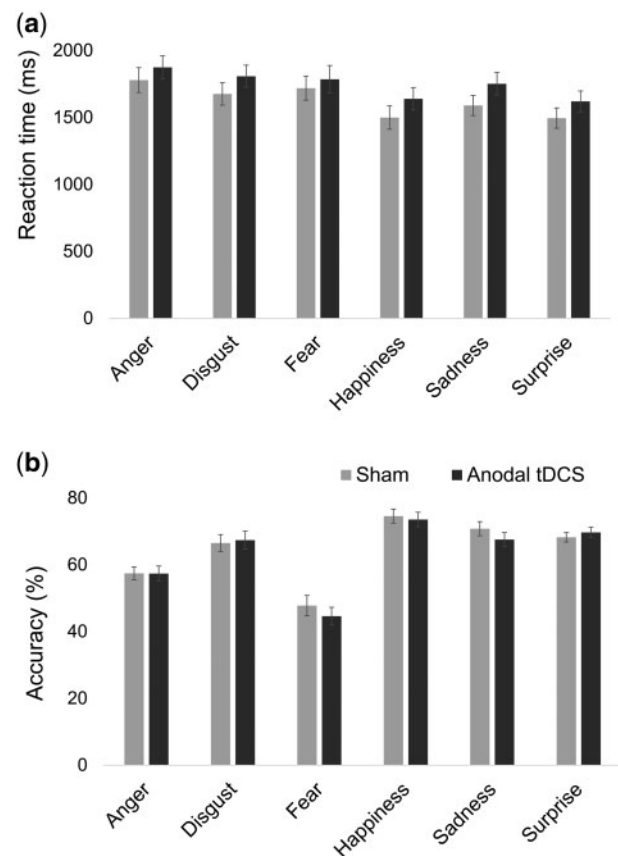 (a)
2000
1500
1000
500
0
Reaction time (ms)
Anger
Disgust
Fear
Happiness
Sadness
Surprise
(b)
Sham
Anodal tDCS
80
60
40
20
0
Accuracy (%)
Anger
Disgust
Fear
Happiness
Sadness
Surprise